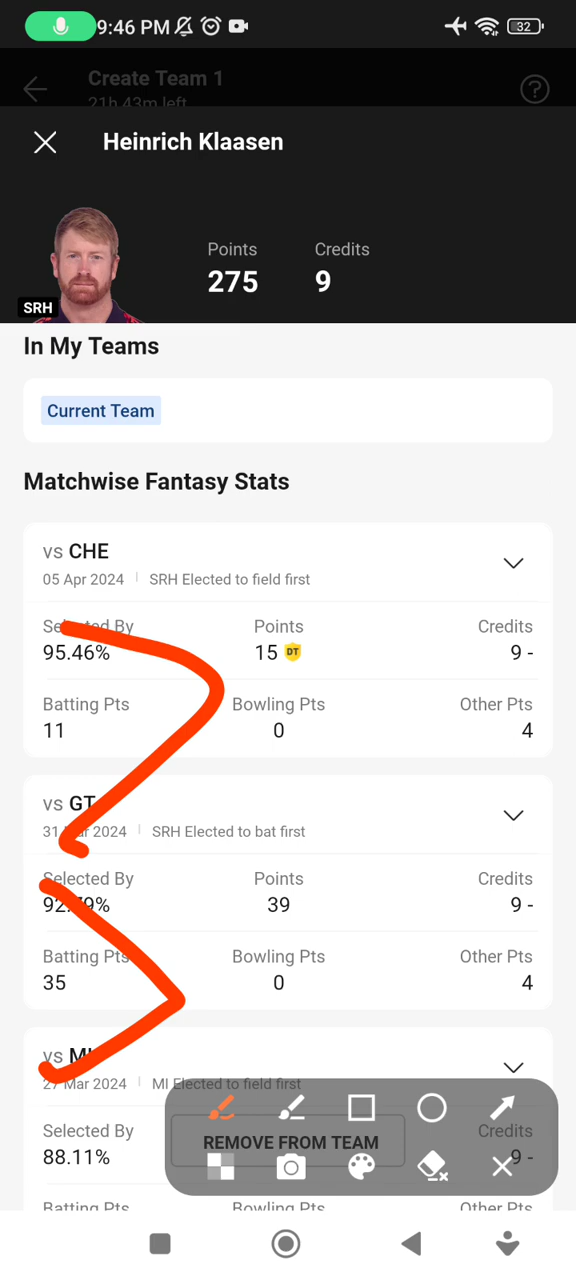 9:46 PM
32
Create Team 1
21h 43m left
Heinrich Klaasen
Points
Credits
275
9
SRH
In My Teams
Current Team
Matchwise Fantasy Stats
vs CHE
05 Apr 2024
SRH Elected to field first
Selected By
Points
Credits
95.46%
15 DT
9 -
Batting Pts
Bowling Pts
Other Pts
11
0
4
vs GT
31 Mar 2024
SRH Elected to bat first
Selected By
Points
Credits
92.79%
39
9 -
Batting Pts
Bowling Pts
Other Pts
35
0
4
vs MI
27 Mar 2024
MI Elected to field first
Selected By
Credits
REMOVE FROM TEAM
88.11%
9 -
Batting Pts
Bowling Pts
Other Pts